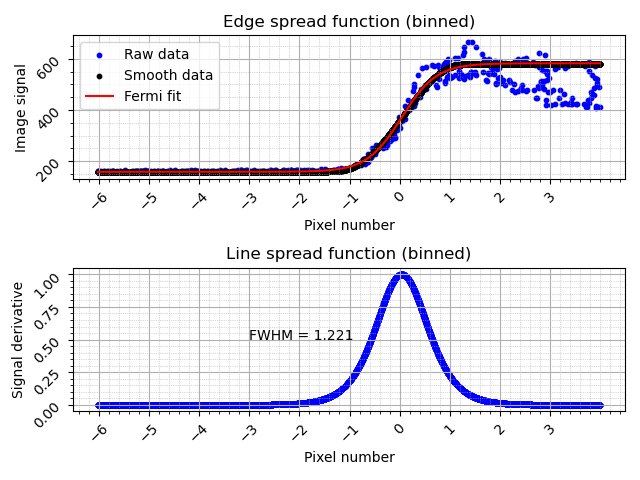 Edge spread function (binned)
Raw data
Smooth data
Fermi fit
Image signal
600
400
200
−6 −5 −4 −3 −2 −1 0 1 2 3
Pixel number
Line spread function (binned)
FWHM = 1.221
Signal derivative
1.00
0.75
0.50
0.25
0.00
−6 −5 −4 −3 −2 −1 0 1 2 3
Pixel number